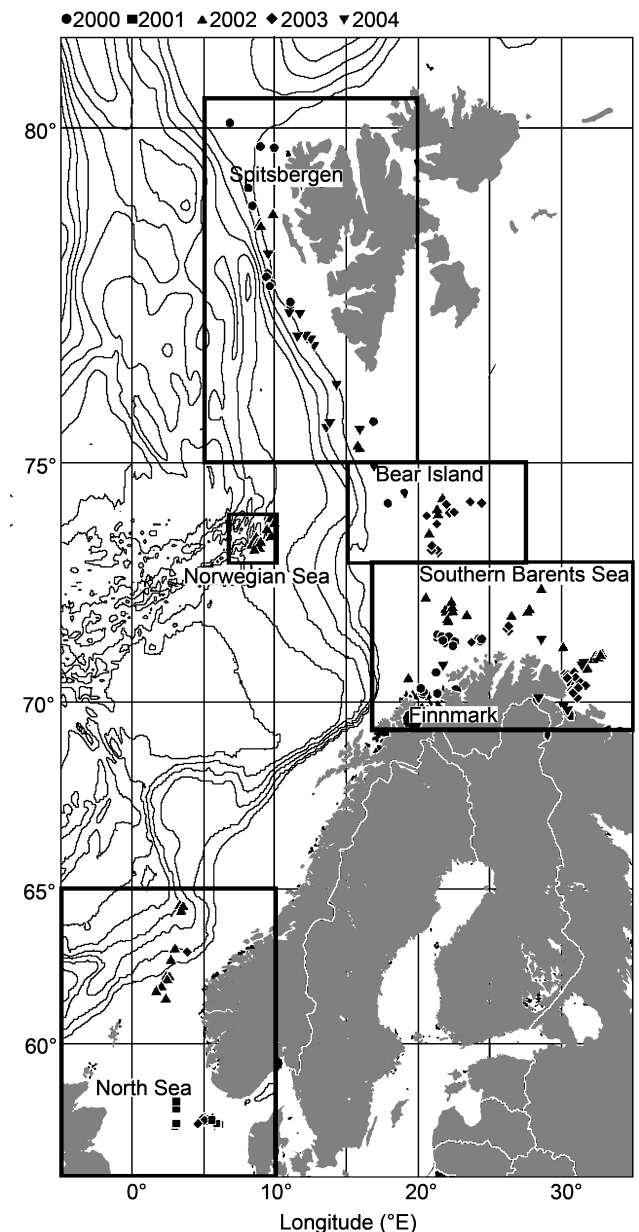 ●2000 ■2001 ▲2002 ◆2003 ▼2004
80°
Spitsbergen
75°
Bear Island
Norwegian Sea
Southern Barents Sea
70°
Finnmark
65°
60°
North Sea
0° 10° 20° 30°
Longitude (°E)